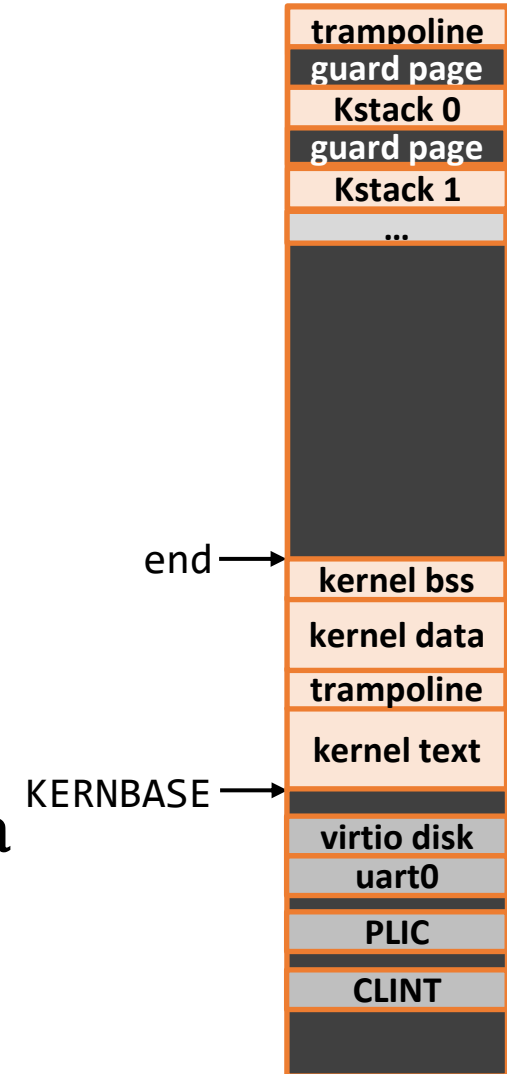 trampoline
guard page
Kstack 0
guard page
Kstack 1
...
end
kernel bss
kernel data
trampoline
kernel text
KERNBASE
a
virtio disk
uart0
PLIC
CLINT